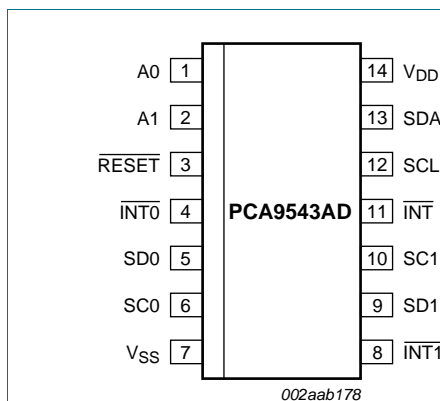 A0 1 14 VDD
A1 2 13 SDA
RESET 3 12 SCL
INT0 4 PCA9543AD 11 INT
SD0 5 10 SC1
SC0 6 9 SD1
VSS 7 8 INT1
002aab178